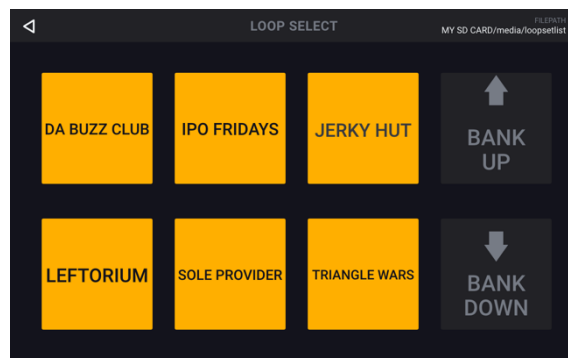 LOOP SELECT
FILEPATH
MY SD CARD/media/loopsetlist
DA BUZZ CLUB
IPO FRIDAYS
JERKY HUT
BANK
UP
LEFTORIUM
SOLE PROVIDER
TRIANGLE WARS
BANK
DOWN